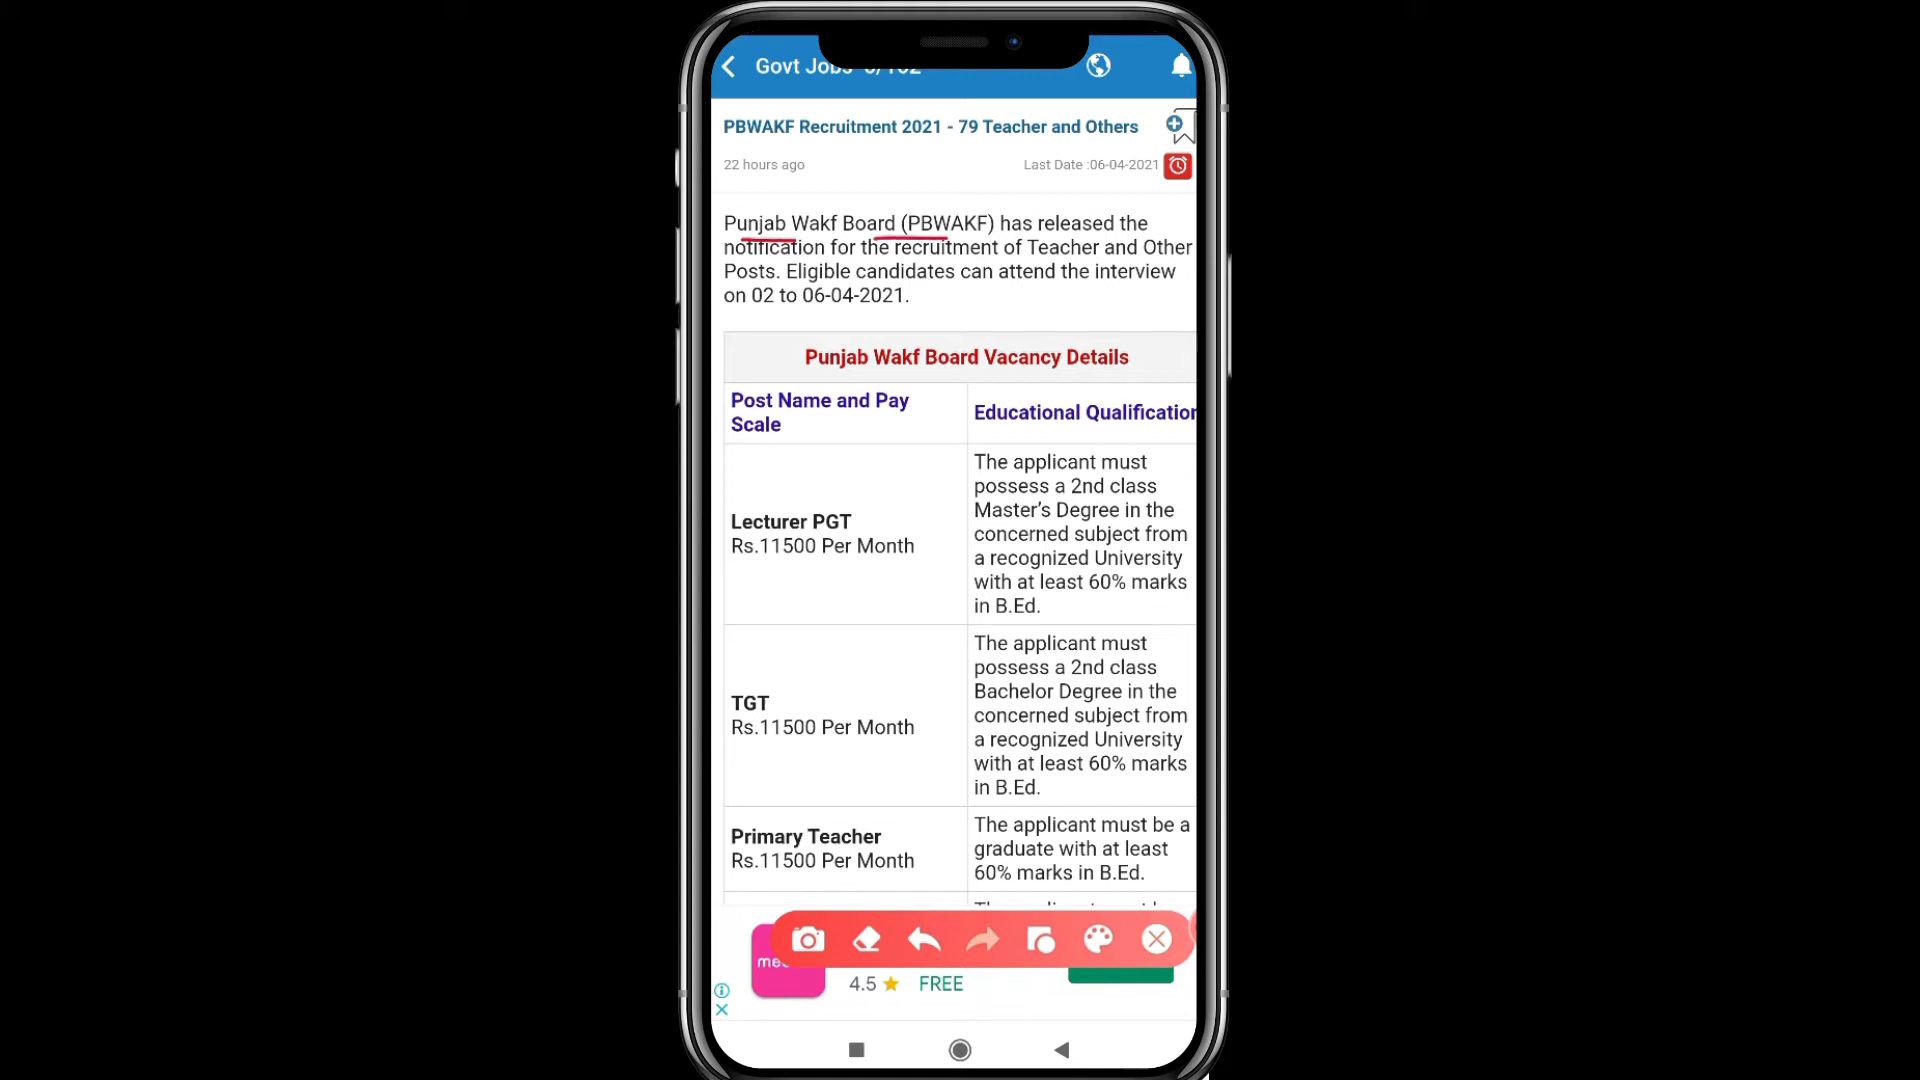 Govt Jobs
PBWAKF Recruitment 2021 - 79 Teacher and Others
22 hours ago
Last Date :06-04-2021
Punjab Wakf Board (PBWAKF) has released the
notification for the recruitment of Teacher and Other
Posts. Eligible candidates can attend the interview
on 02 to 06-04-2021.
Punjab Wakf Board Vacancy Details
Post Name and Pay
Scale
Educational Qualification
Lecturer PGT
Rs.11500 Per Month
The applicant must
possess a 2nd class
Master’s Degree in the
concerned subject from
a recognized University
with at least 60% marks
in B.Ed.
TGT
Rs.11500 Per Month
The applicant must
possess a 2nd class
Bachelor Degree in the
concerned subject from
a recognized University
with at least 60% marks
in B.Ed.
Primary Teacher
Rs.11500 Per Month
The applicant must be a
graduate with at least
60% marks in B.Ed.
4.5 ★ FREE